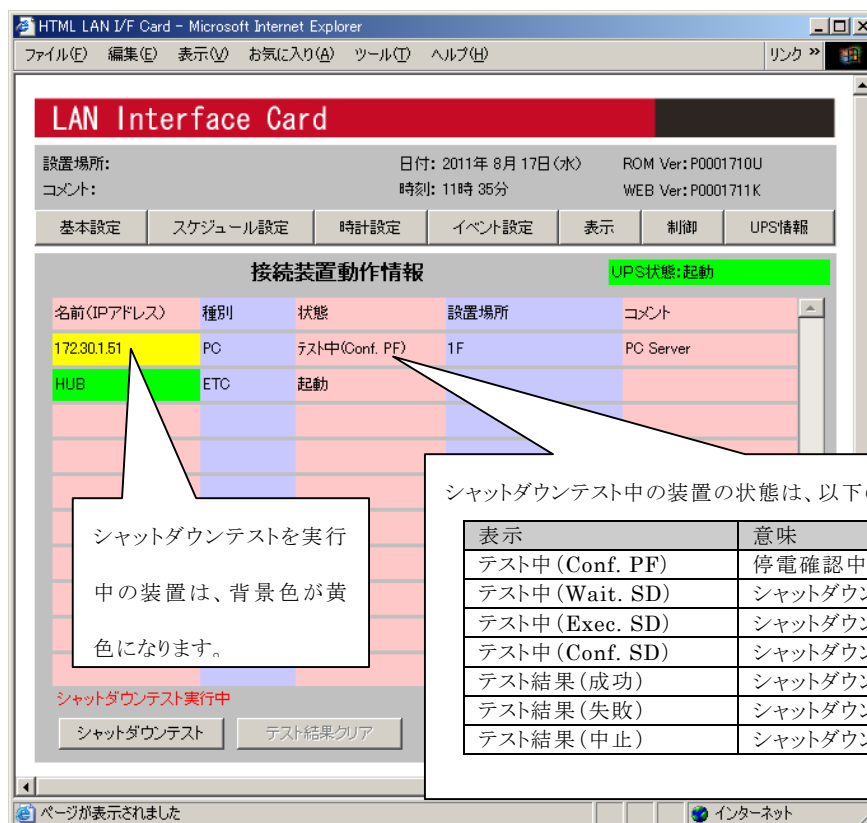 HTML LAN I/F Card - Microsoft Internet Explorer
ファイル(F) 編集(E) 表示(V) お気に入り(A) ツール(T) ヘルプ(H) リンク »
LAN Interface Card
設置場所: 日付: 2011年 8月 17日(水) ROM Ver: P0001710U
コメント: 時刻: 11時 35分 WEB Ver: P0001711K
基本設定 スケジュール設定 時計設定 イベント設定 表示 制御 UPS情報
接続装置動作情報 UPS状態:起動
名前(IPアドレス) 種別 状態 設置場所 コメント
172.30.1.51 PC テスト中(Conf. PF) 1F PC Server
HUB ETC 起動
シャットダウンテストを実行
中の装置は、背景色が黄
色になります。
シャットダウンテスト中の装置の状態は、以下
表示 意味
テスト中(Conf. PF) 停電確認中
テスト中(Wait. SD) シャットダウン
テスト中(Exec. SD) シャットダウン
テスト中(Conf. SD) シャットダウン
テスト結果(成功) シャットダウン
テスト結果(失敗) シャットダウン
テスト結果(中止) シャットダウン
シャットダウンテスト実行中
シャットダウンテスト テスト結果クリア
ページが表示されました インターネット